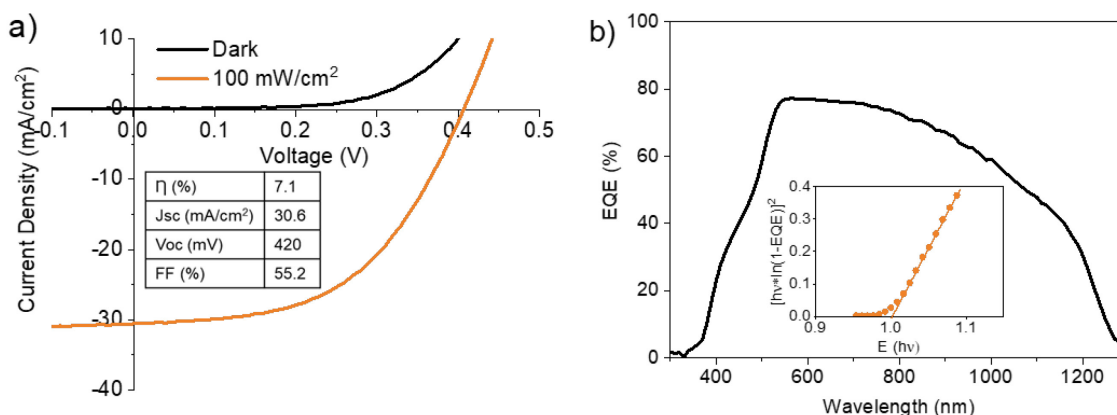 a)
Dark
100 mW/cm²
Current Density (mA/cm²)
10
0
-10
-20
-30
-40
-0.1
0.0
0.1
0.2
0.3
0.4
0.5
Voltage (V)
η (%) 7.1
Jsc (mA/cm²) 30.6
Voc (mV) 420
FF (%) 55.2
b)
EQE (%)
100
80
60
40
20
0
400
600
800
1000
1200
Wavelength (nm)
[hν*ln(1-EQE)]²
0.4
0.3
0.2
0.1
0.0
0.9
1.0
1.1
E (hν)